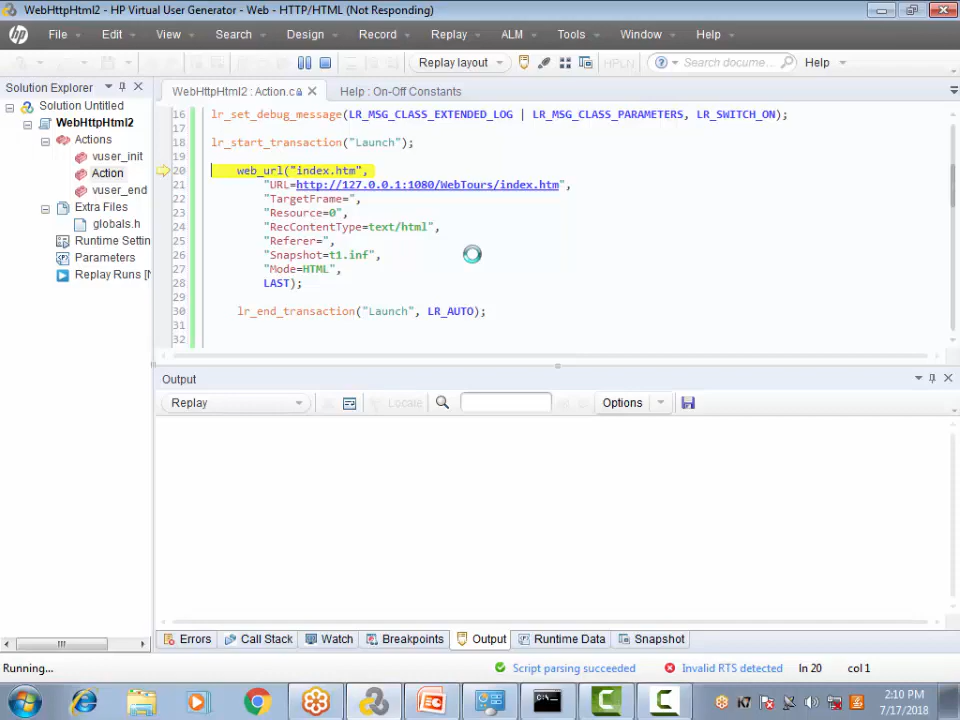 WebHttpHtml2 - HP Virtual User Generator - Web - HTTP/HTML (Not Responding)
hp File Edit View Search Design Record Replay ALM Tools Window Help
Replay layout HPLN Search docume... Help
Solution Explorer
WebHttpHtml2 : Action.c Help : On-Off Constants
Solution Untitled
WebHttpHtml2
Actions
vuser_init
Action
vuser_end
Extra Files
globals.h
Runtime Settin
Parameters
Replay Runs [N
16 lr_set_debug_message(LR_MSG_CLASS_EXTENDED_LOG | LR_MSG_CLASS_PARAMETERS, LR_SWITCH_ON);
17
18 lr_start_transaction("Launch");
19
20 web_url("index.htm",
21 "URL=http://127.0.0.1:1080/WebTours/index.htm",
22 "TargetFrame=",
23 "Resource=0",
24 "RecContentType=text/html",
25 "Referer=",
26 "Snapshot=t1.inf",
27 "Mode=HTML",
28 LAST);
29
30 lr_end_transaction("Launch", LR_AUTO);
31
32
Output
Replay Locate Options
Errors Call Stack Watch Breakpoints Output Runtime Data Snapshot
Running... Script parsing succeeded Invalid RTS detected ln 20 col 1
2:10 PM
7/17/2018